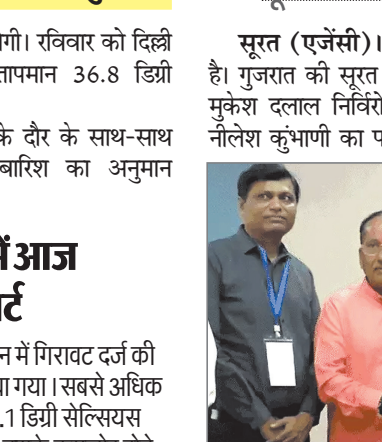 गी। रविवार को दिल्ली
तापमान 36.8 डिग्री
के दौर के साथ-साथ
बारिश का अनुमान
में आज
र्ट
न में गिरावट दर्ज की
या गया। सबसे अधिक
.1 डिग्री सेल्सियस
सूरत (एजेंसी)।
है। गुजरात की सूरत
मुकेश दलाल निर्विरो
नीलेश कुंभाणी का प